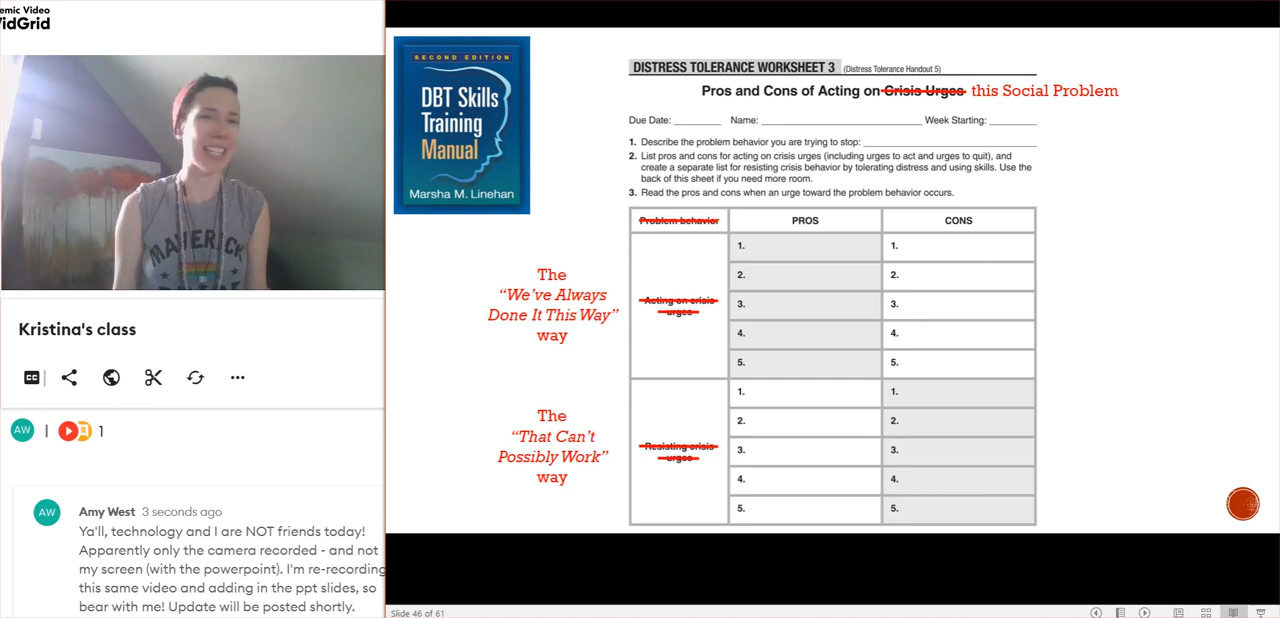 emic Video
VidGrid
MAVERICK
Kristina's class
CC
AW
1
AW
Amy West 3 seconds ago
Ya'll, technology and I are NOT friends today!
Apparently only the camera recorded - and not
my screen (with the powerpoint). I'm re-recording
this same video and adding in the ppt slides, so
bear with me! Update will be posted shortly.
SECOND EDITION
DBT Skills
Training
Manual
Marsha M. Linehan
DISTRESS TOLERANCE WORKSHEET 3 (Distress Tolerance Handout 5)
Pros and Cons of Acting on Crisis Urges this Social Problem
Due Date: ________ Name: ____________________ Week Starting: ________
1. Describe the problem behavior you are trying to stop: ____________________
2. List pros and cons for acting on crisis urges (including urges to act and urges to quit), and
create a separate list for resisting crisis behavior by tolerating distress and using skills. Use the
back of this sheet if you need more room.
3. Read the pros and cons when an urge toward the problem behavior occurs.
Problem behavior PROS CONS
The
"We've Always
Done It This Way"
way
Acting on crisis
urges
1. 1.
2. 2.
3. 3.
4. 4.
5. 5.
The
"That Can't
Possibly Work"
way
Resisting crisis
urges
1. 1.
2. 2.
3. 3.
4. 4.
5. 5.
Slide 46 of 61